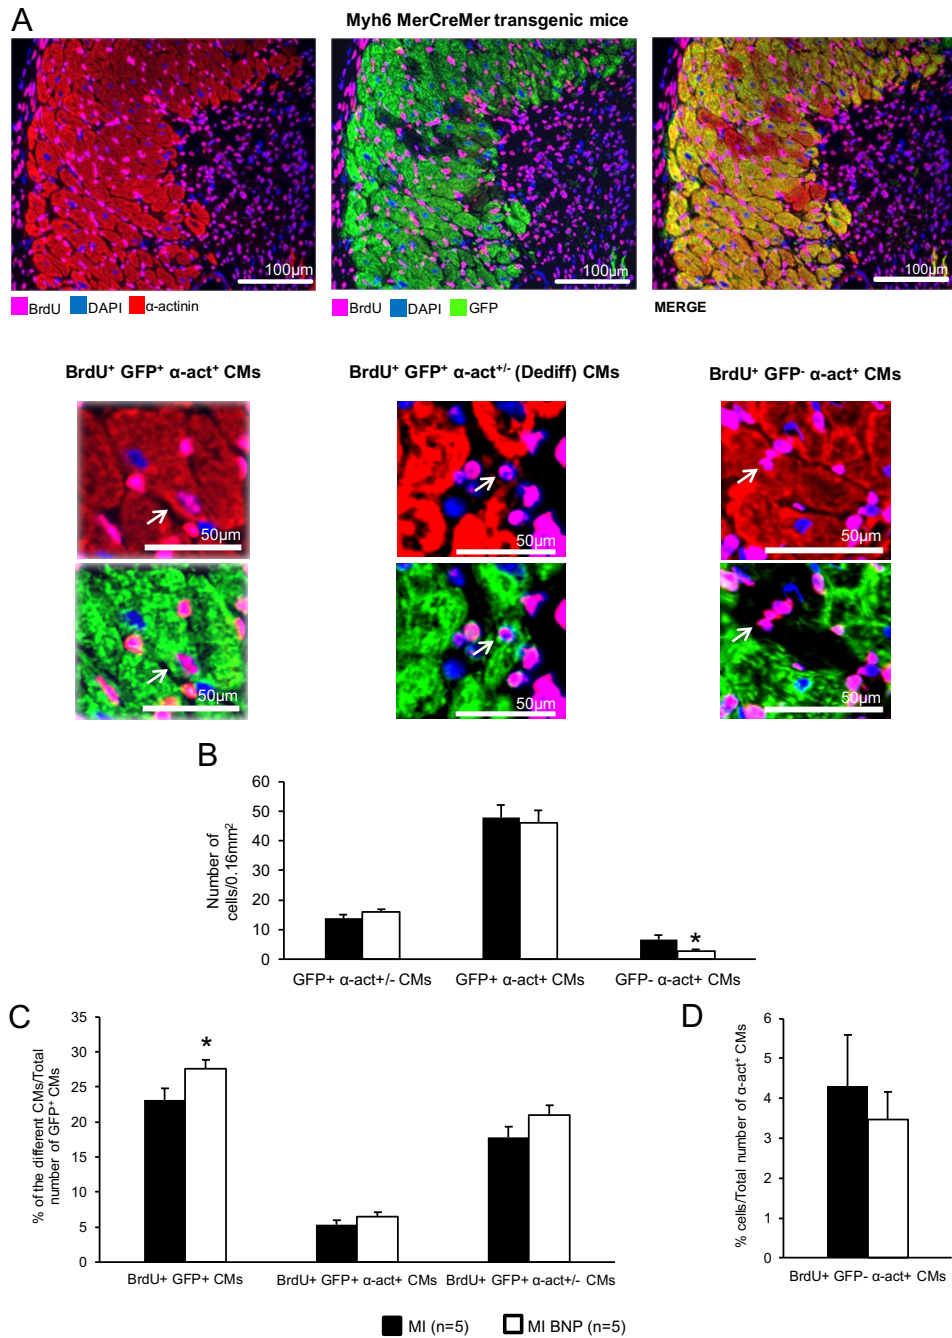 A
Myh6 MerCreMer transgenic mice
100µm
100µm
100µm
BrdU DAPI α-actinin
BrdU DAPI GFP
MERGE
BrdU⁺ GFP⁺ α-act⁺ CMs
BrdU⁺ GFP⁺ α-act⁺/⁻ (Dediff) CMs
BrdU⁺ GFP⁻ α-act⁺ CMs
50µm
50µm
50µm
50µm
50µm
50µm
B
Number of
cells/0.16mm²
60
50
40
30
20
10
0
*
GFP+ α-act+/- CMs
GFP+ α-act+ CMs
GFP- α-act+ CMs
C
% of the different CMs/Total
number of GFP⁺ CMs
35
30
25
20
15
10
5
0
*
BrdU+ GFP+ CMs
BrdU+ GFP+ α-act+ CMs
BrdU+ GFP+ α-act+/- CMs
D
% cells/Total number of α-act⁺ CMs
6
5
4
3
2
1
0
BrdU+ GFP- α-act+ CMs
MI (n=5)
MI BNP (n=5)